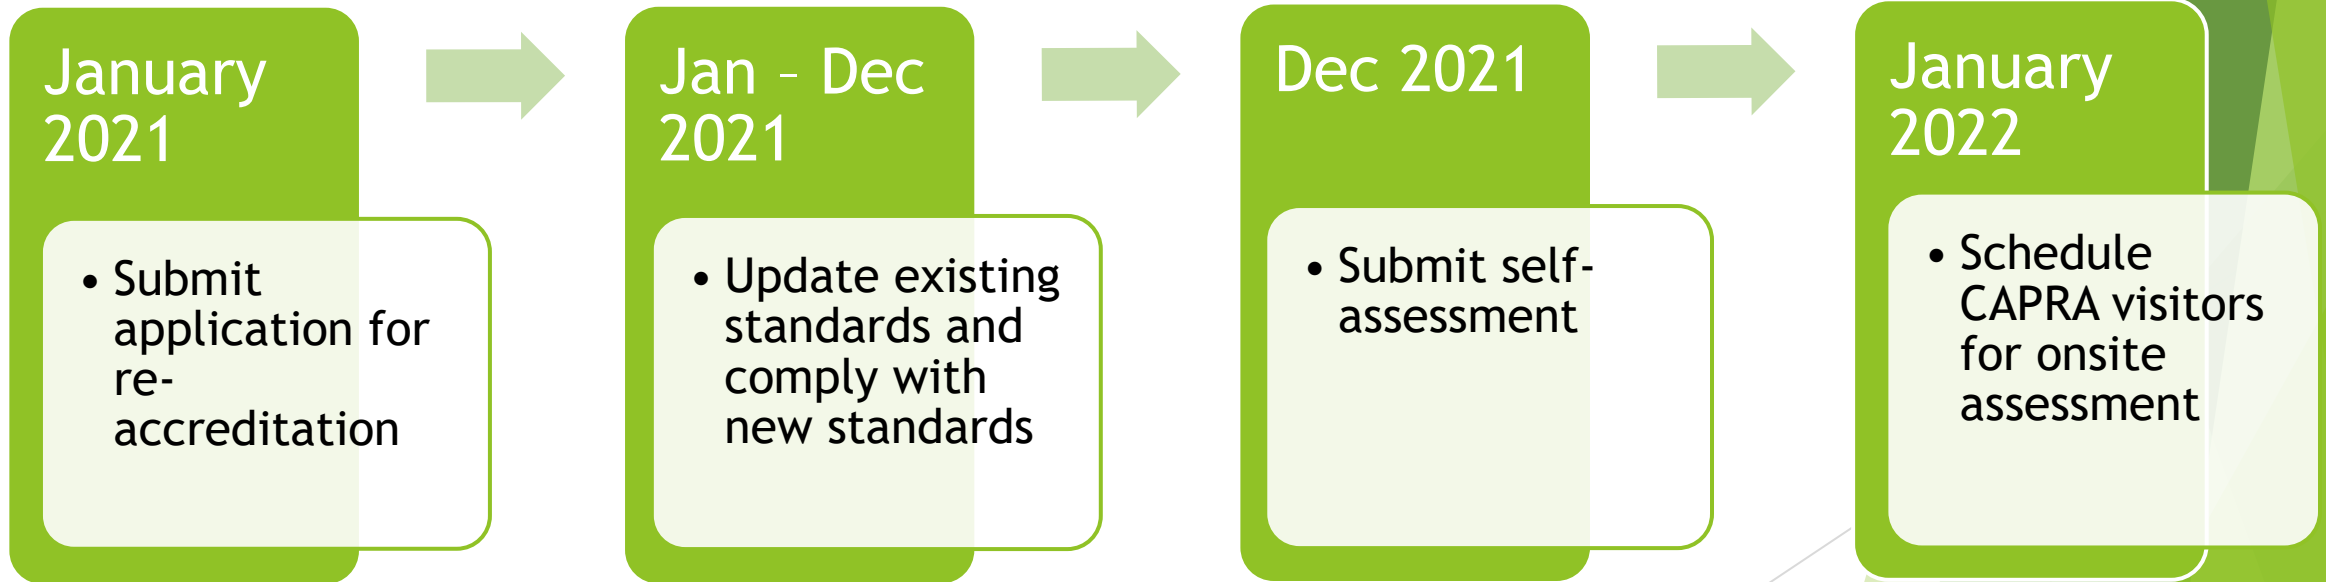 January
2021
• Submit
application for
re-
accreditation
Jan – Dec
2021
• Update existing
standards and
comply with
new standards
Dec 2021
• Submit self-
assessment
January
2022
• Schedule
CAPRA visitors
for onsite
assessment